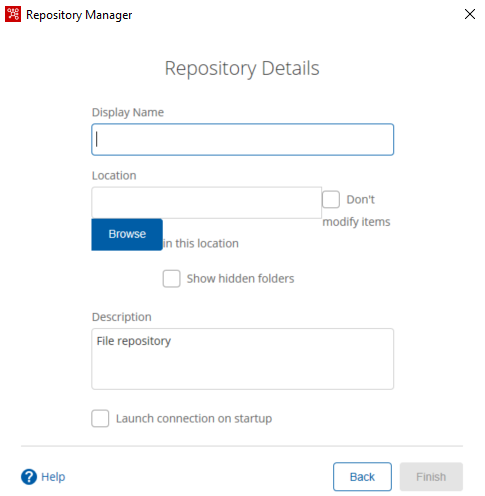 Repository Manager
Repository Details
Display Name
Location
Don't
modify items
Browse
in this location
Show hidden folders
Description
File repository
Launch connection on startup
? Help
Back
Finish